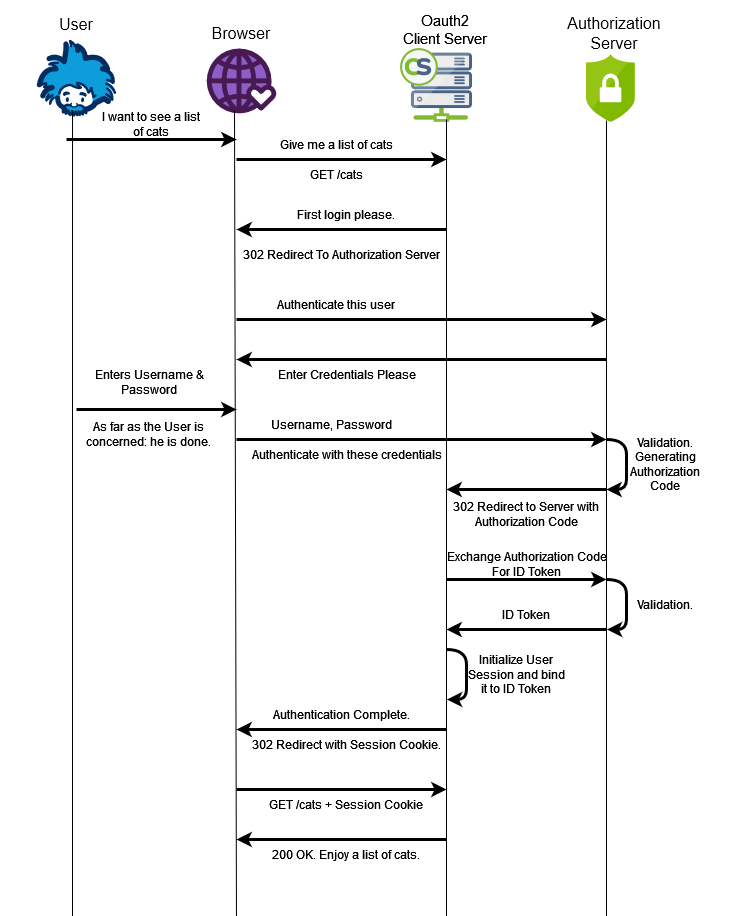 User
Browser
Oauth2
Client Server
Authorization
Server
CS
I want to see a list
of cats
Give me a list of cats
GET /cats
First login please.
302 Redirect To Authorization Server
Authenticate this user
Enter Credentials Please
Enters Username &
Password
As far as the User is
concerned: he is done.
Username, Password
Authenticate with these credentials
Validation.
Generating
Authorization
Code
302 Redirect to Server with
Authorization Code
Exchange Authorization Code
For ID Token
Validation.
ID Token
Initialize User
Session and bind
it to ID Token
Authentication Complete.
302 Redirect with Session Cookie.
GET /cats + Session Cookie
200 OK. Enjoy a list of cats.